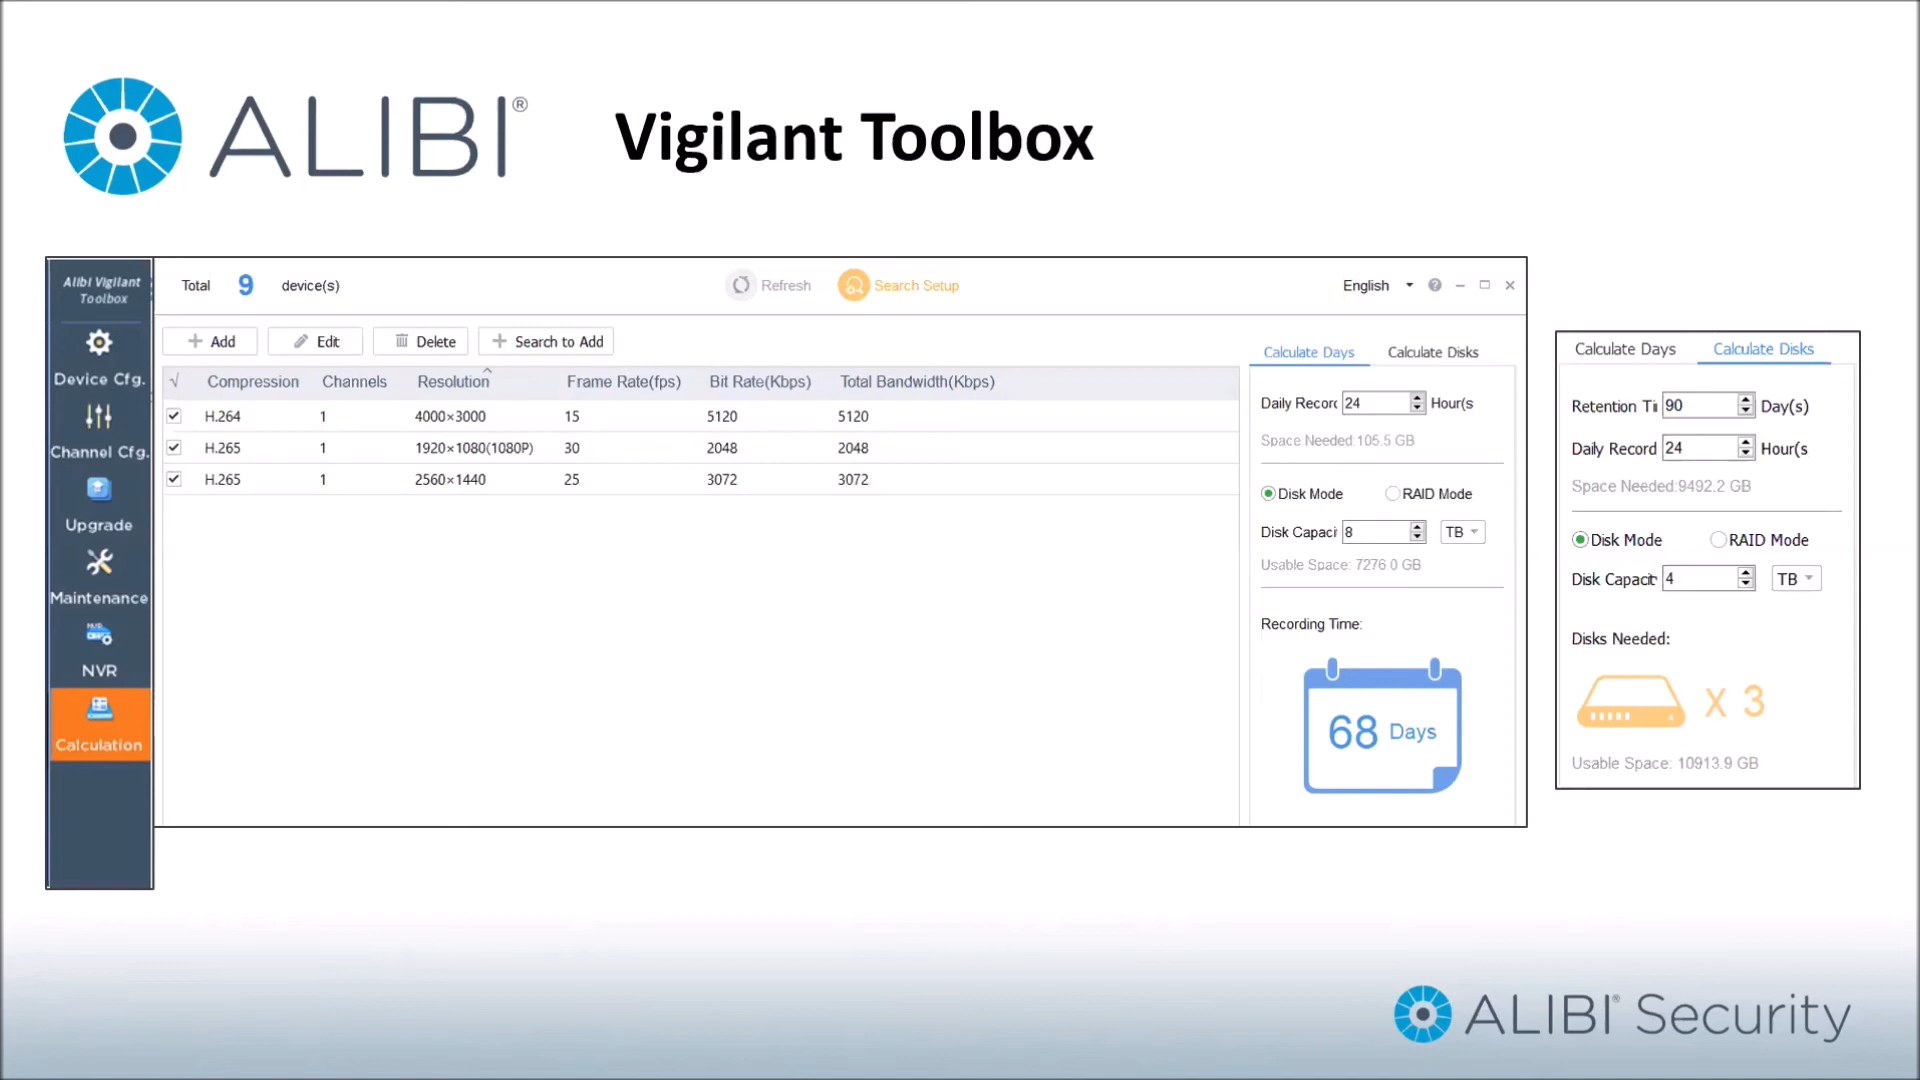 ALIBI®
Vigilant Toolbox
Alibi Vigilant
Toolbox
Device Cfg.
Channel Cfg.
Upgrade
Maintenance
NVR
Calculation
Total 9 device(s)
Refresh
Search Setup
English
Add
Edit
Delete
Search to Add
√ Compression Channels Resolution Frame Rate(fps) Bit Rate(Kbps) Total Bandwidth(Kbps)
H.264 1 4000×3000 15 5120 5120
H.265 1 1920×1080(1080P) 30 2048 2048
H.265 1 2560×1440 25 3072 3072
Calculate Days Calculate Disks
Daily Record 24 Hour(s
Space Needed:105.5 GB
Disk Mode RAID Mode
Disk Capaci 8 TB
Usable Space: 7276.0 GB
Recording Time:
68 Days
Calculate Days Calculate Disks
Retention Ti 90 Day(s)
Daily Record 24 Hour(s
Space Needed:9492.2 GB
Disk Mode RAID Mode
Disk Capacit 4 TB
Disks Needed:
X 3
Usable Space: 10913.9 GB
ALIBI® Security